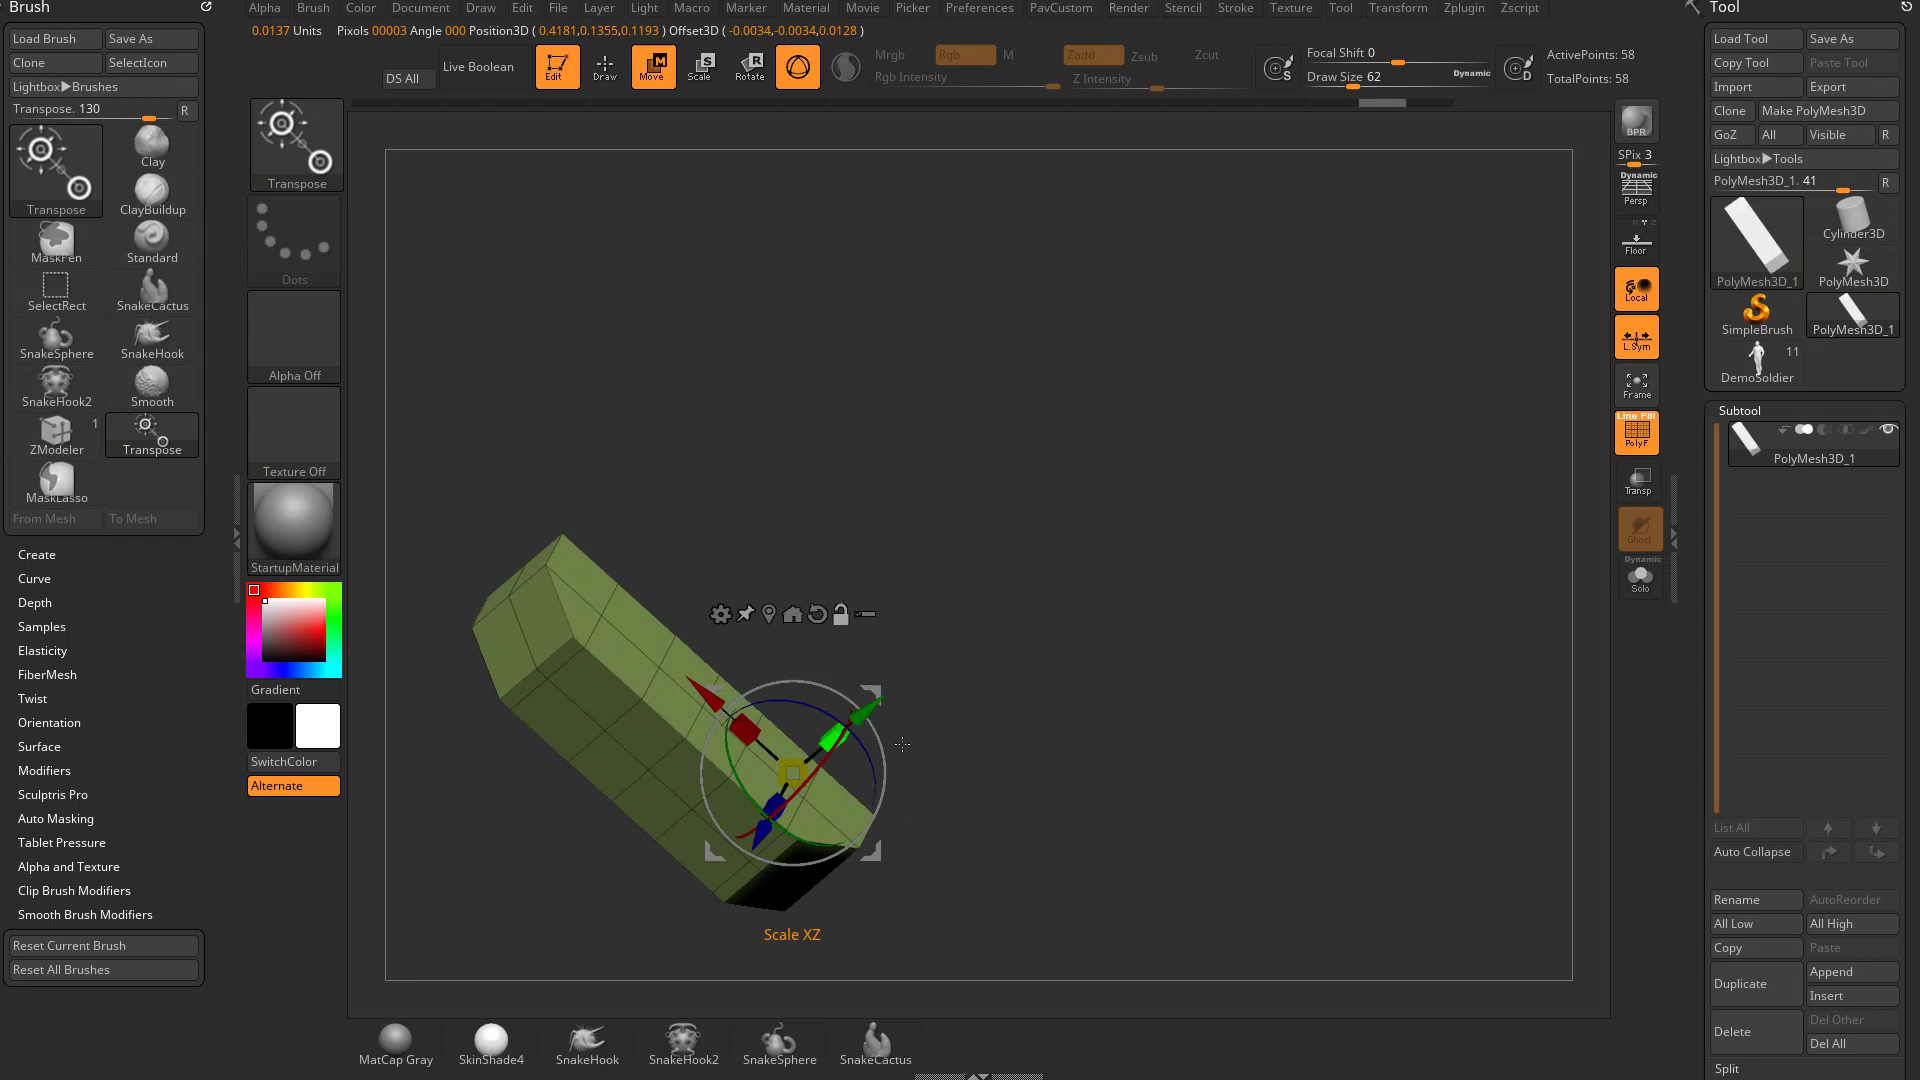 Brush
Alpha Brush Color Document Draw Edit File Layer Light Macro Marker Material Movie Picker Preferences PavCustom Render Stencil Stroke Texture Tool Transform Zplugin Zscript
Tool
0.0137 Units Pixols 00003 Angle 000 Position3D ( 0.4181,0.1355,0.1193 ) Offset3D ( -0.0034,-0.0034,0.0128 )
Load Brush Save As
Clone SelectIcon
Lightbox▶Brushes
Transpose. 130 R
Transpose
Clay
ClayBuildup
MaskPen Standard
SelectRect SnakeCactus
SnakeSphere SnakeHook
SnakeHook2 Smooth
1
ZModeler Transpose
MaskLasso
From Mesh To Mesh
Create
Curve
Depth
Samples
Elasticity
FiberMesh
Twist
Orientation
Surface
Modifiers
Sculptris Pro
Auto Masking
Tablet Pressure
Alpha and Texture
Clip Brush Modifiers
Smooth Brush Modifiers
Reset Current Brush
Reset All Brushes
DS All
Live Boolean
Edit Draw Move Scale Rotate
Mrgb Rgb M Zadd Zsub Zcut
Rgb Intensity Z Intensity
Focal Shift 0
Draw Size 62 Dynamic
S D
ActivePoints: 58
TotalPoints: 58
Transpose
Dots
Alpha Off
Texture Off
StartupMaterial
Gradient
SwitchColor
Alternate
Scale XZ
MatCap Gray SkinShade4 SnakeHook SnakeHook2 SnakeSphere SnakeCactus
BPR
SPix 3
Dynamic
Persp
Floor
Local
L.Sym
Frame
Line Fill
PolyF
Transp
Ghost
Dynamic
Solo
Load Tool Save As
Copy Tool Paste Tool
Import Export
Clone Make PolyMesh3D
GoZ All Visible R
Lightbox▶Tools
PolyMesh3D_1. 41 R
Cylinder3D
PolyMesh3D_1 PolyMesh3D
SimpleBrush PolyMesh3D_1
11
DemoSoldier
Subtool
PolyMesh3D_1
List All
Auto Collapse
Rename AutoReorder
All Low All High
Copy Paste
Duplicate Append
Insert
Delete Del Other
Del All
Split